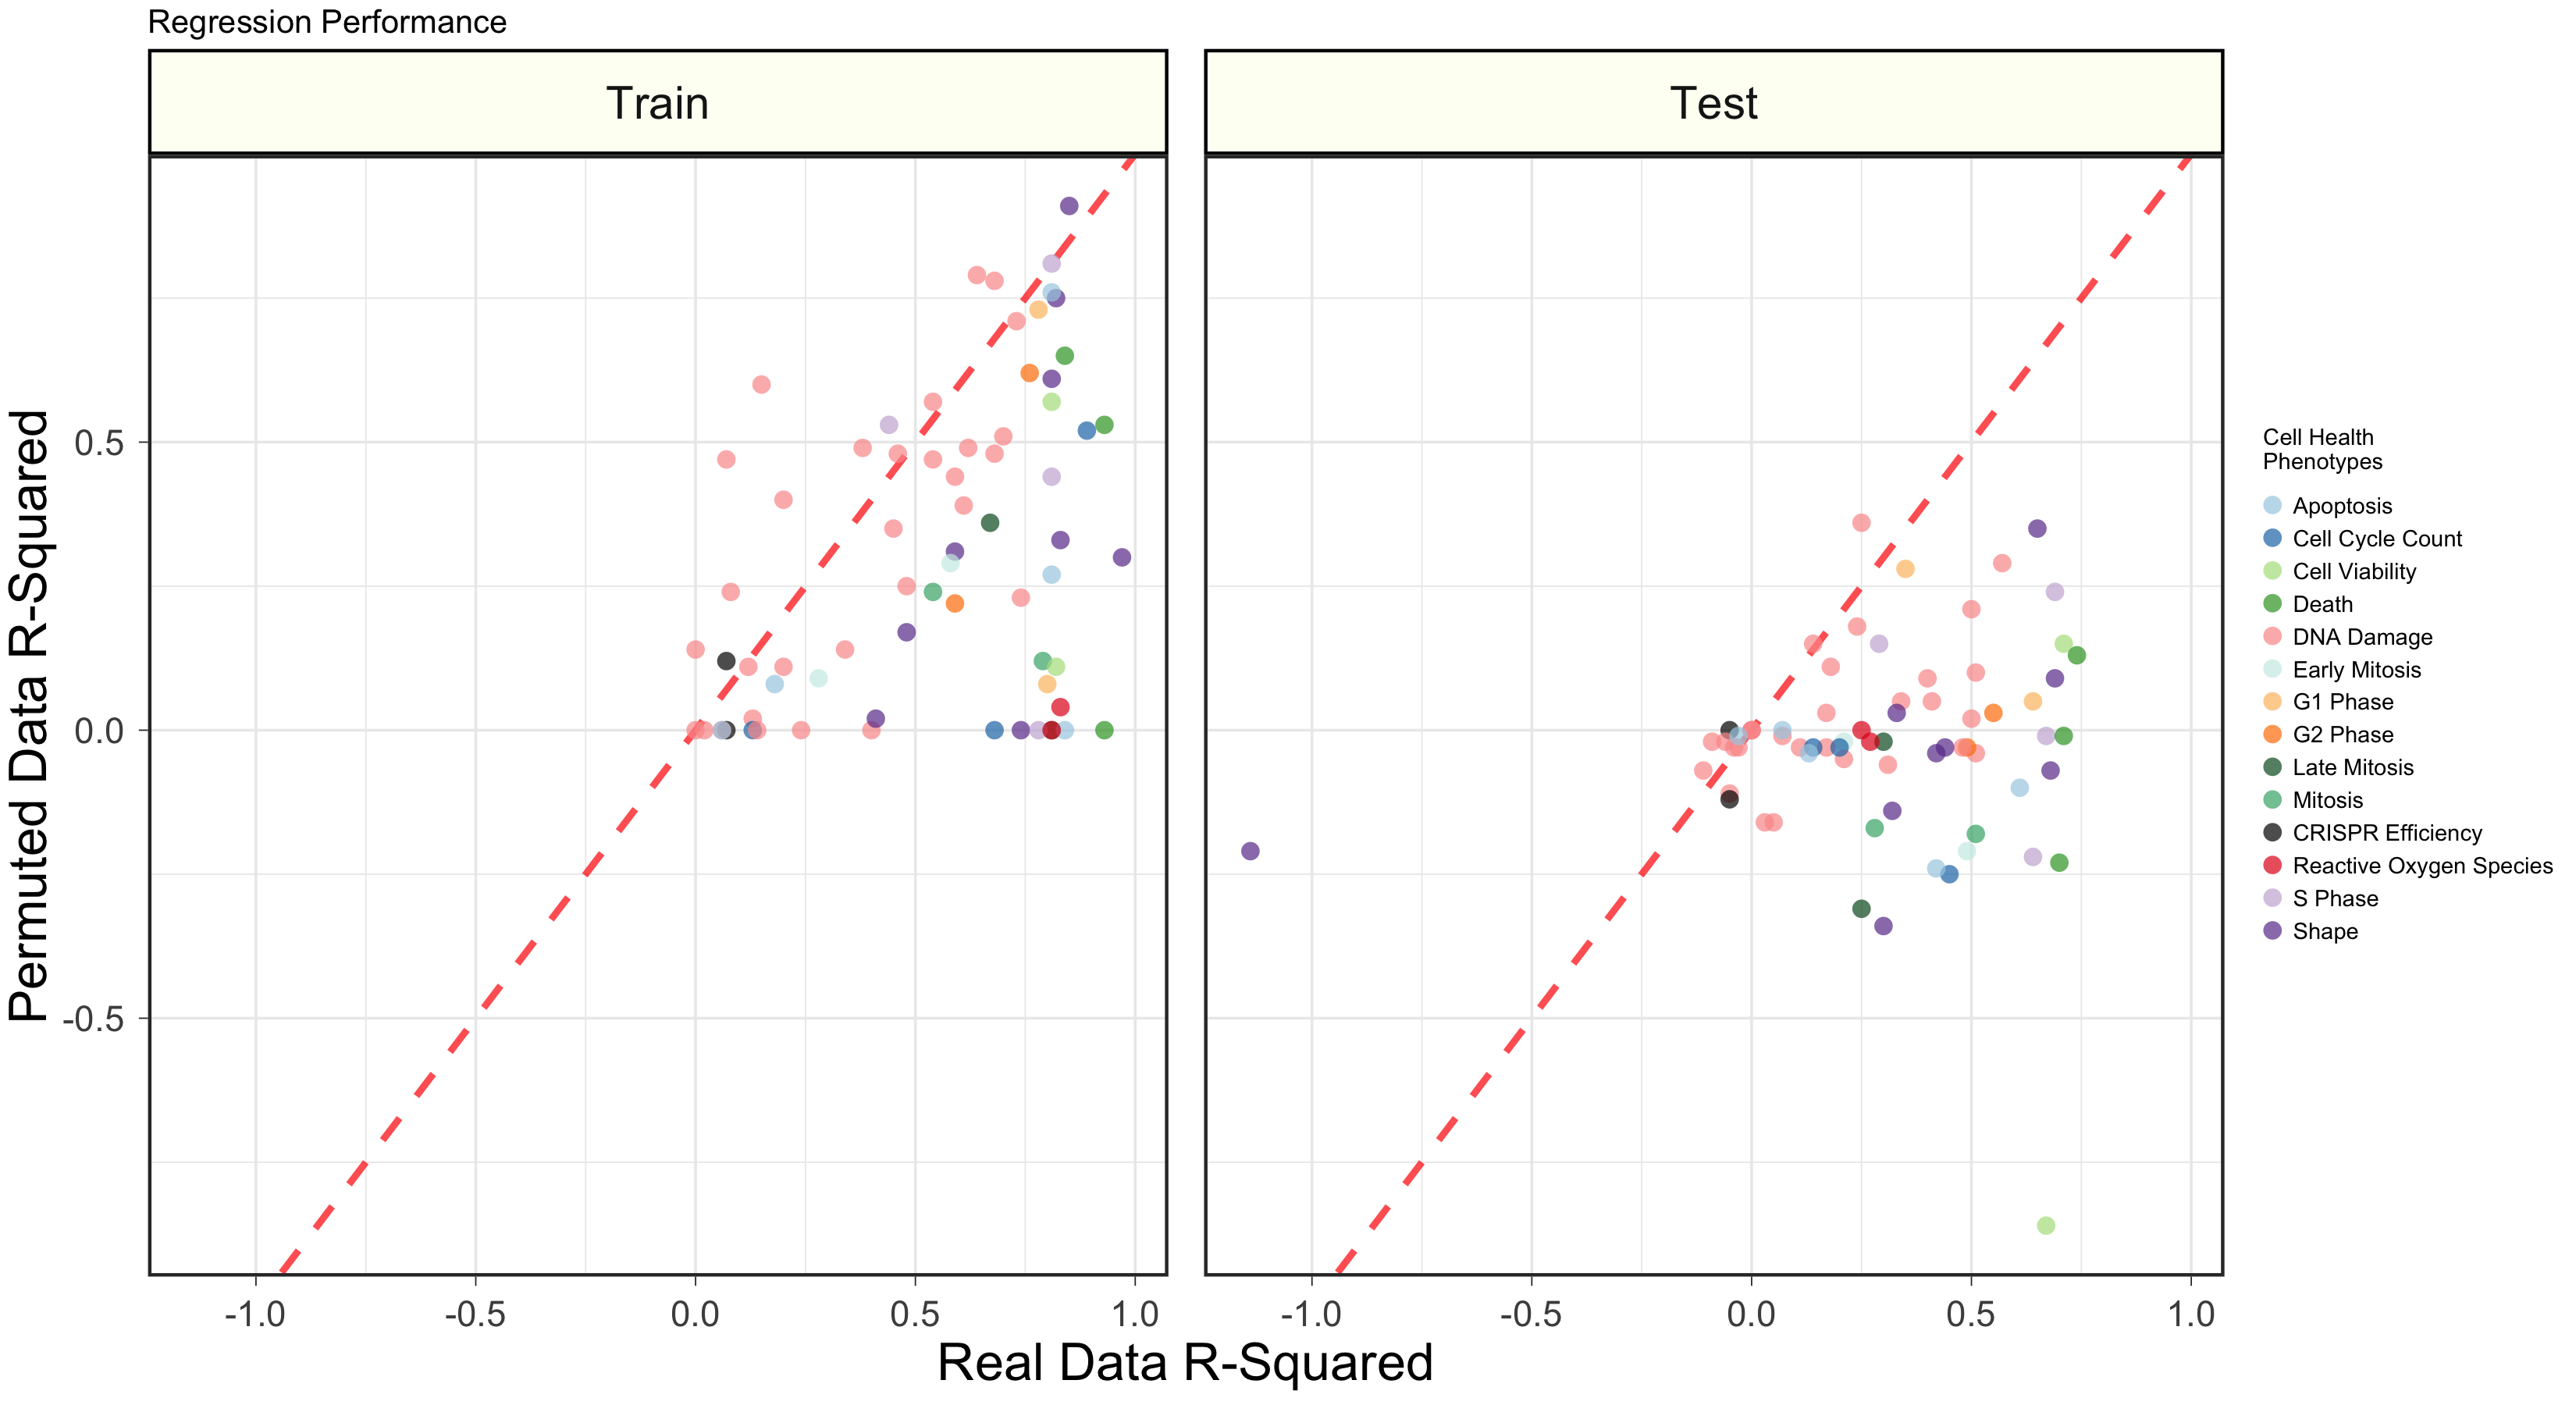 Regression Performance
Train
Test
Permuted Data R-Squared
0.5
0.0
-0.5
-1.0
-0.5
0.0
0.5
1.0
-1.0
-0.5
0.0
0.5
1.0
Real Data R-Squared
Cell Health
Phenotypes
Apoptosis
Cell Cycle Count
Cell Viability
Death
DNA Damage
Early Mitosis
G1 Phase
G2 Phase
Late Mitosis
Mitosis
CRISPR Efficiency
Reactive Oxygen Species
S Phase
Shape